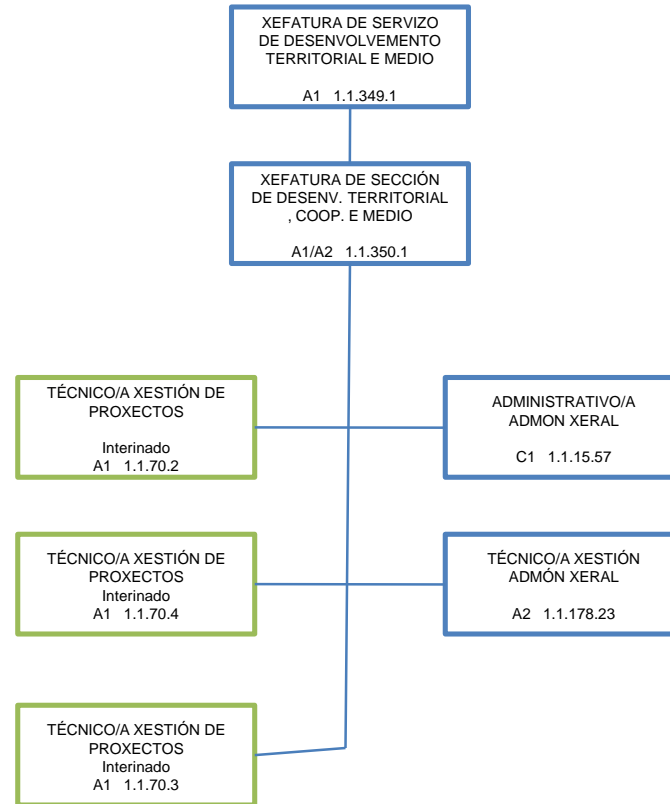 XEFATURA DE SERVIZO
DE DESENVOLVEMENTO
TERRITORIAL E MEDIO
A1 1.1.349.1
XEFATURA DE SECCIÓN
DE DESENV. TERRITORIAL
, COOP. E MEDIO
A1/A2 1.1.350.1
TÉCNICO/A XESTIÓN DE
PROXECTOS
Interinado
A1 1.1.70.2
ADMINISTRATIVO/A
ADMON XERAL
C1 1.1.15.57
TÉCNICO/A XESTIÓN DE
PROXECTOS
Interinado
A1 1.1.70.4
TÉCNICO/A XESTIÓN
ADMÓN XERAL
A2 1.1.178.23
TÉCNICO/A XESTIÓN DE
PROXECTOS
Interinado
A1 1.1.70.3